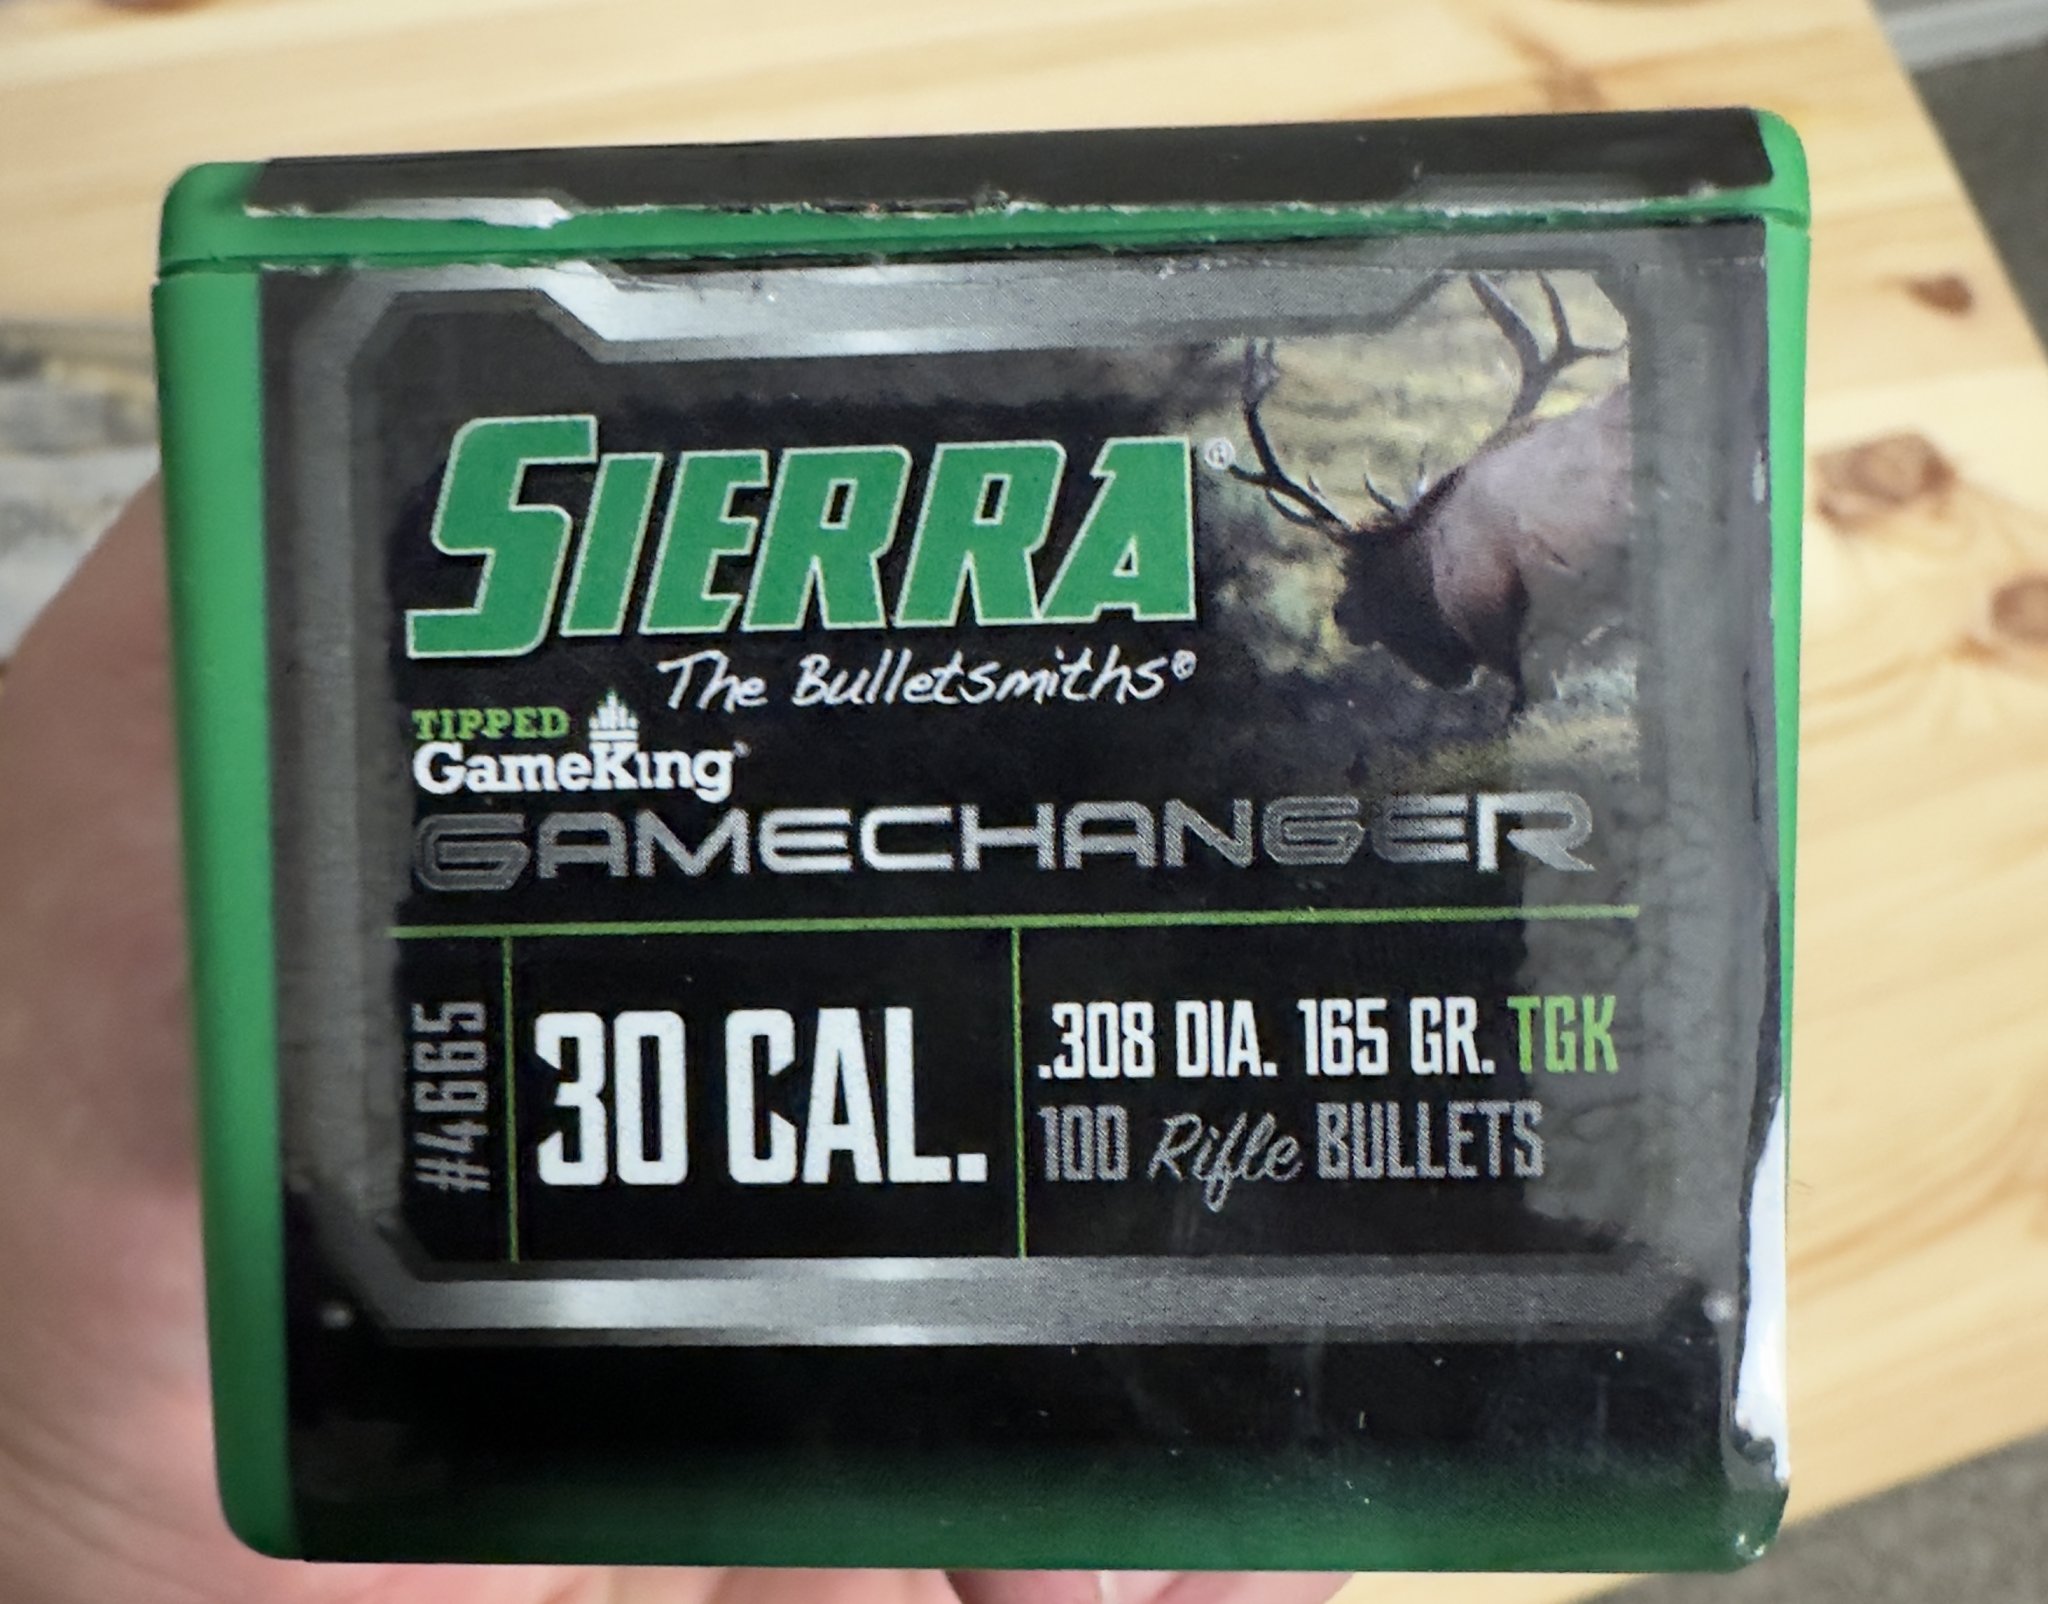 SIERRA®
The Bulletsmiths®
TIPPED
GameKing
GAMECHANGER
#4665
30 CAL.
.308 DIA. 165 GR. TGK
100 Rifle BULLETS